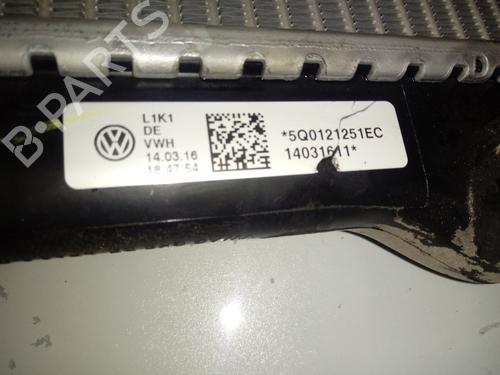 L1K1
DE
VWH
14.03.16
18:47:54
*5Q0121251EC
14031611*
B-PARTS